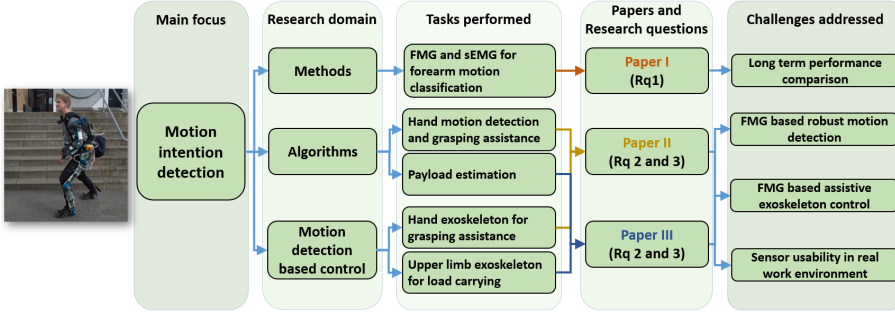 Main focus
Research domain
Tasks performed
Papers and
Research questions
Challenges addressed
Motion
intention
detection
Methods
Algorithms
Motion
detection
based control
FMG and sEMG for
forearm motion
classification
Hand motion detection
and grasping assistance
Payload estimation
Hand exoskeleton for
grasping assistance
Upper limb exoskeleton
for load carrying
Paper I
(Rq1)
Paper II
(Rq 2 and 3)
Paper III
(Rq 2 and 3)
Long term performance
comparison
FMG based robust motion
detection
FMG based assistive
exoskeleton control
Sensor usability in real
work environment